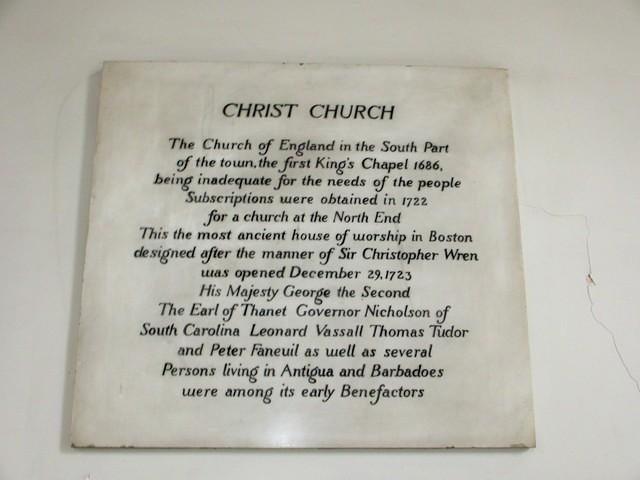 CHRIST CHURCH
The Church of England in the South Part
of the town, the first King's Chapel 1686,
being inadequate for the needs of the people
Subscriptions were obtained in 1722
for a church at the North End
This the most ancient house of worship in Boston
designed after the manner of Sir Christopher Wren
was opened December 29, 1723
His Majesty George the Second
The Earl of Thanet Governor Nicholson of
South Carolina Leonard Vassall Thomas Tudor
and Peter Faneuil as well as several
Persons living in Antigua and Barbadoes
were among its early Benefactors